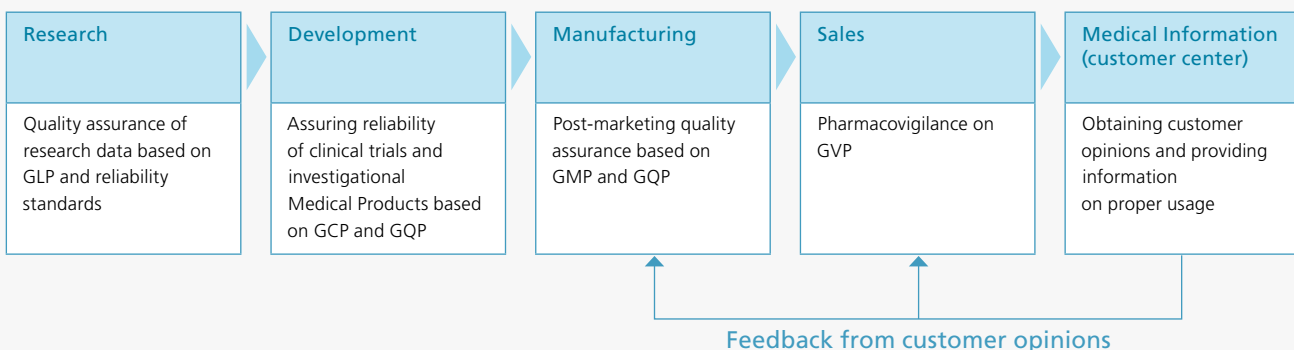 Research
Quality assurance of
research data based on
GLP and reliability
standards
Development
Assuring reliability
of clinical trials and
investigational
Medical Products based
on GCP and GQP
Manufacturing
Post-marketing quality
assurance based on
GMP and GQP
Sales
Pharmacovigilance on
GVP
Medical Information
(customer center)
Obtaining customer
opinions and providing
information
on proper usage
Feedback from customer opinions